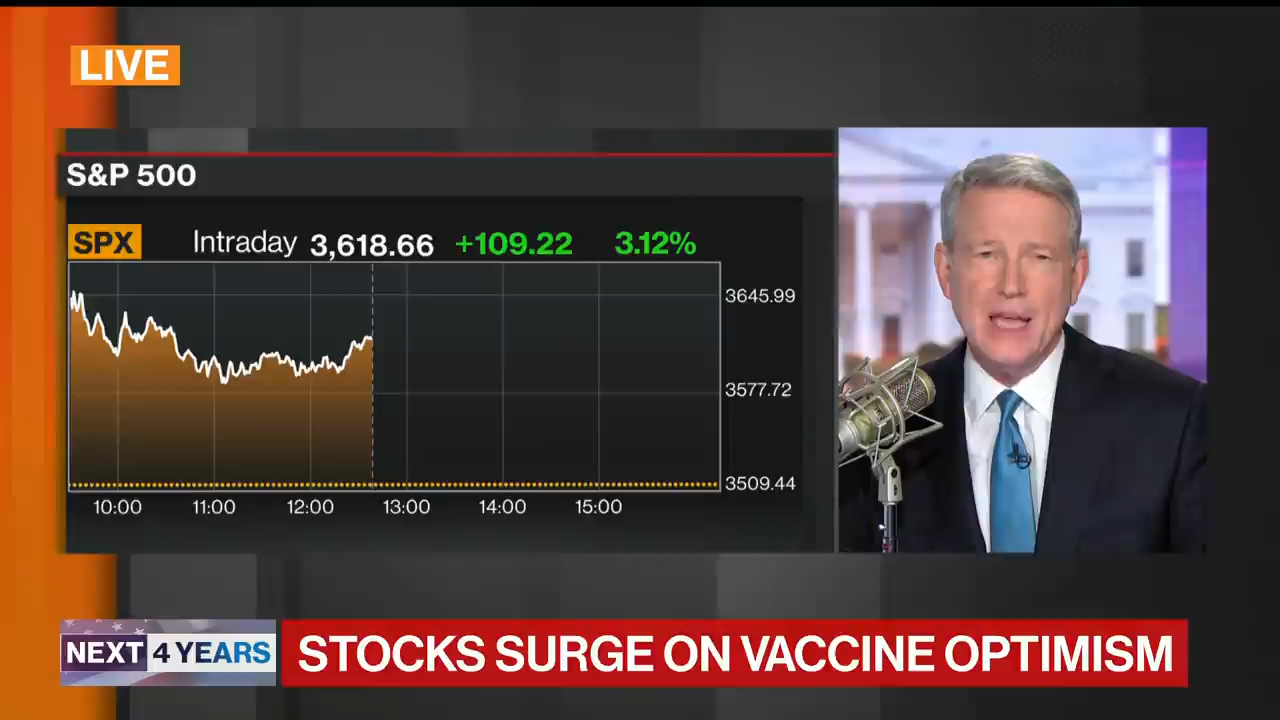 LIVE
S&P 500
SPX Intraday 3,618.66 +109.22 3.12%
3645.99
3577.72
3509.44
10:00 11:00 12:00 13:00 14:00 15:00
NEXT 4 YEARS
STOCKS SURGE ON VACCINE OPTIMISM